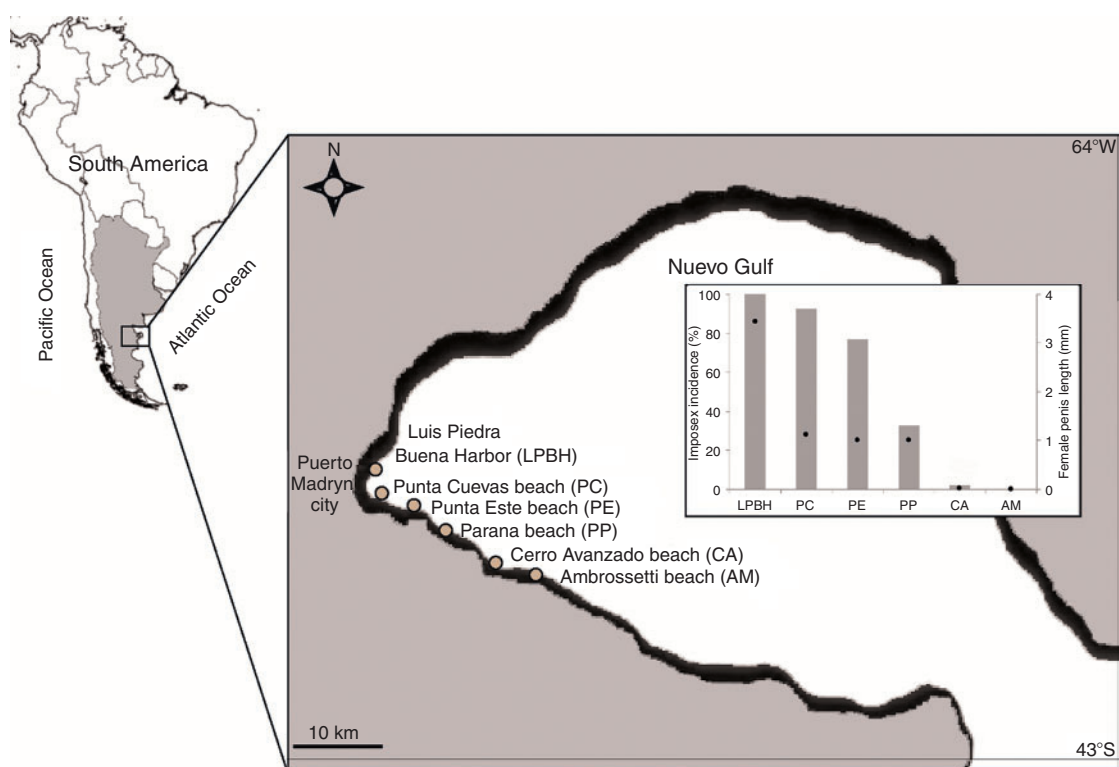 South America
Pacific Ocean
Atlantic Ocean
N
64°W
Nuevo Gulf
Luis Piedra
Buena Harbor (LPBH)
Puerto
Madryn
city
Punta Cuevas beach (PC)
Punta Este beach (PE)
Parana beach (PP)
Cerro Avanzado beach (CA)
Ambrossetti beach (AM)
Imposex incidence (%)
100
80
60
40
20
0
LPBH PC PE PP CA AM
4
3
2
1
0
Female penis length (mm)
10 km
43°S